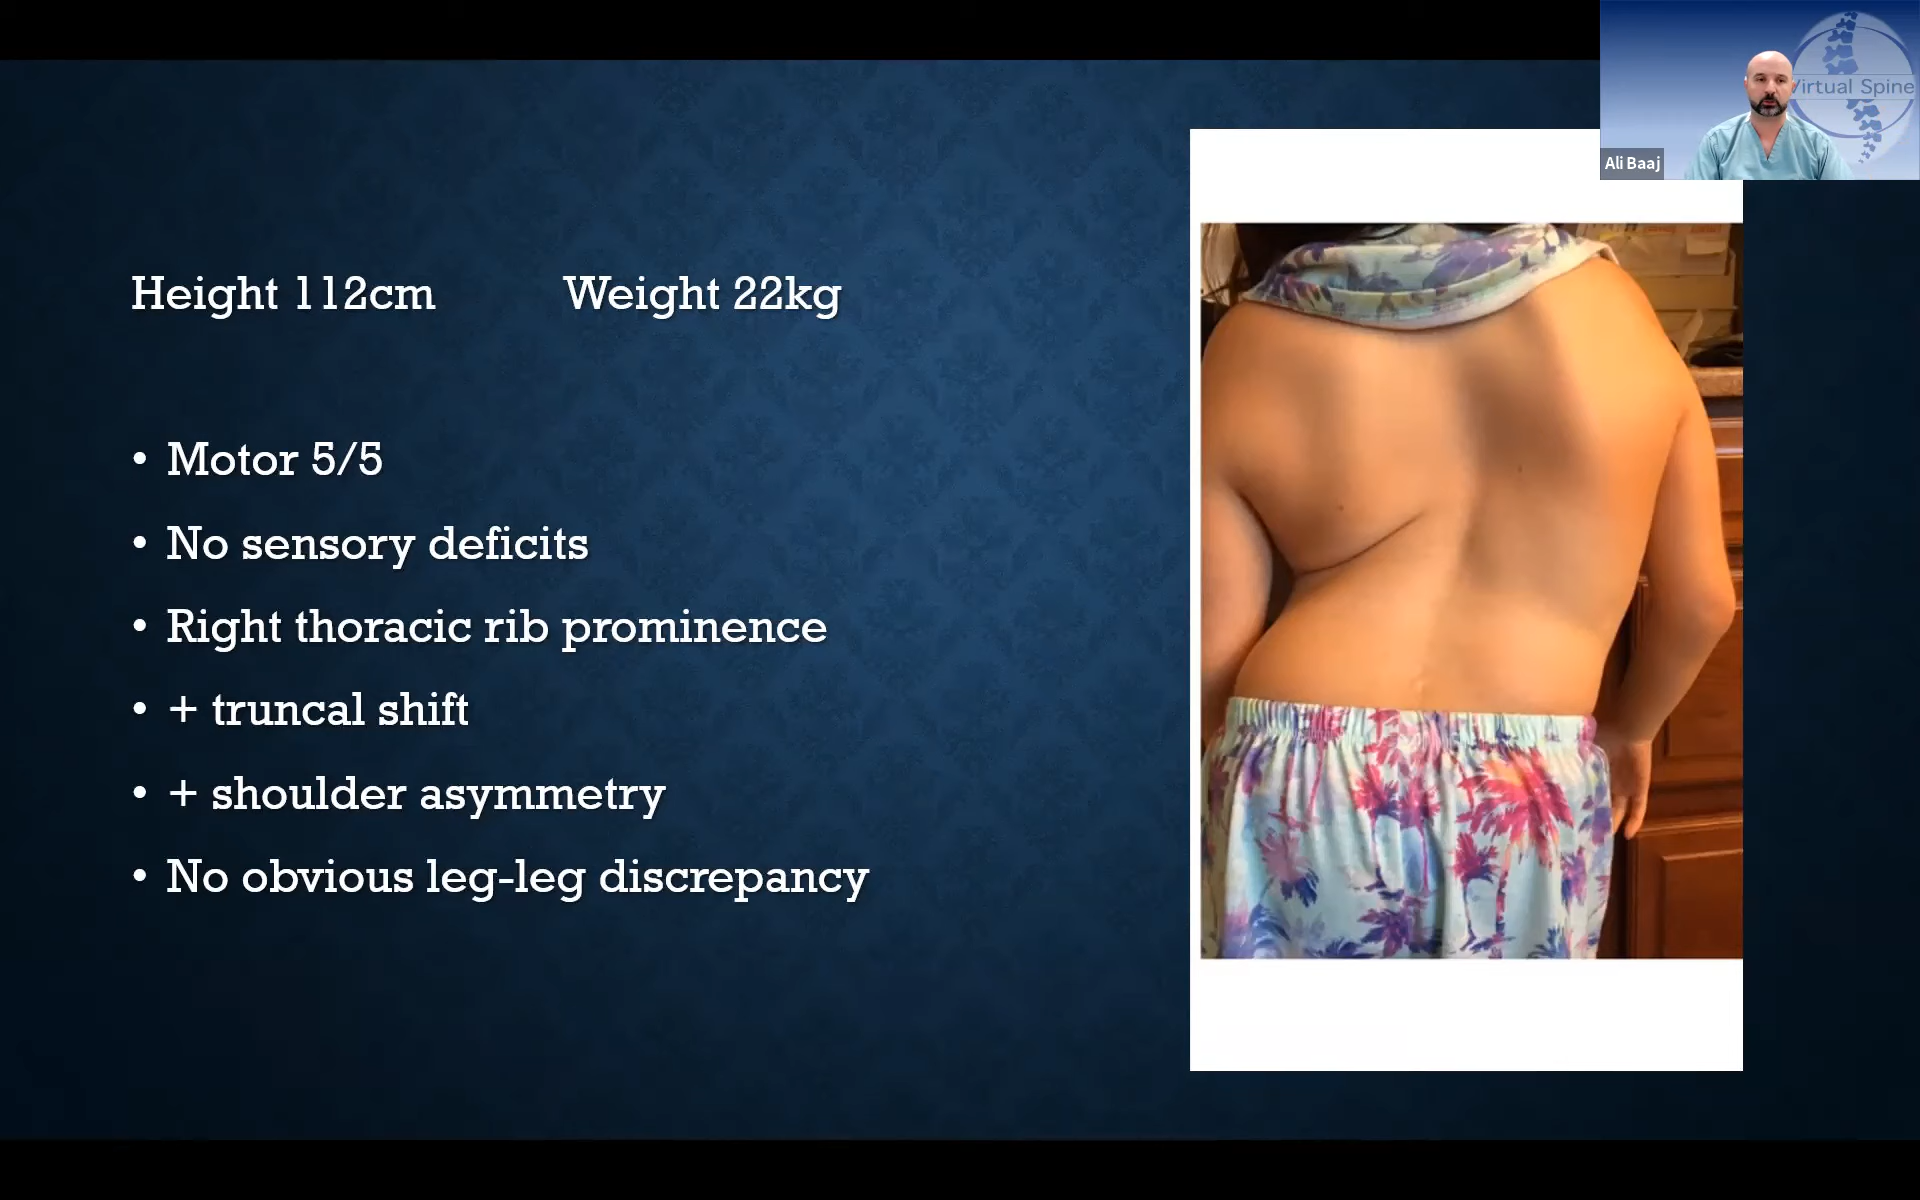 Virtual Spine
Ali Baaj
Height 112cm Weight 22kg
• Motor 5/5
• No sensory deficits
• Right thoracic rib prominence
• + truncal shift
• + shoulder asymmetry
• No obvious leg-leg discrepancy